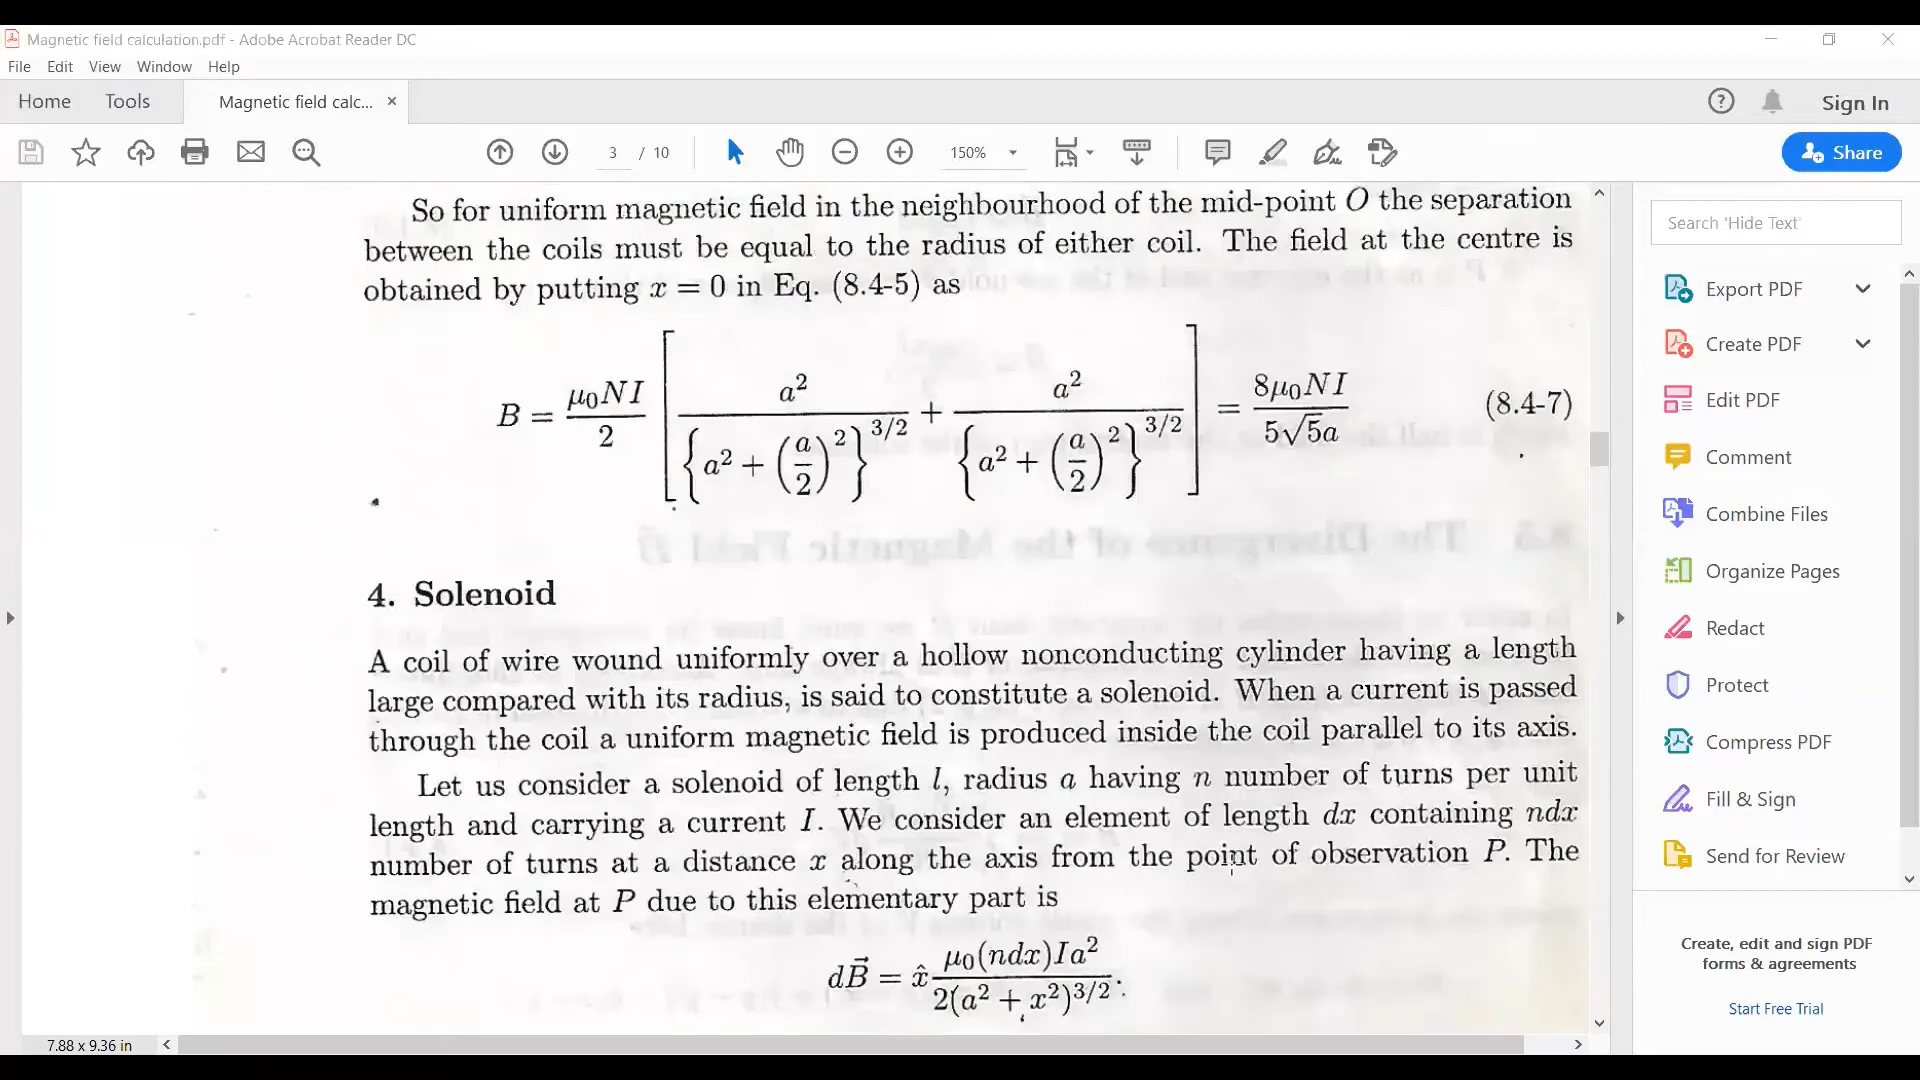 Magnetic field calculation.pdf - Adobe Acrobat Reader DC
File Edit View Window Help
Home Tools Magnetic field calc... × Sign In
3 / 10 150% Share
So for uniform magnetic field in the neighbourhood of the mid-point O the separation
between the coils must be equal to the radius of either coil. The field at the centre is
obtained by putting x = 0 in Eq. (8.4-5) as
B = μ₀NI/2 [ a²/{a² + (a/2)²}^3/2 + a²/{a² + (a/2)²}^3/2 ] = 8μ₀NI/5√5a (8.4-7)
4. Solenoid
A coil of wire wound uniformly over a hollow nonconducting cylinder having a length
large compared with its radius, is said to constitute a solenoid. When a current is passed
through the coil a uniform magnetic field is produced inside the coil parallel to its axis.
Let us consider a solenoid of length l, radius a having n number of turns per unit
length and carrying a current I. We consider an element of length dx containing ndx
number of turns at a distance x along the axis from the point of observation P. The
magnetic field at P due to this elementary part is
dB⃗ = x̂ μ₀(ndx)Ia²/2(a² + x²)^3/2.
7.88 x 9.36 in
Search 'Hide Text'
Export PDF
Create PDF
Edit PDF
Comment
Combine Files
Organize Pages
Redact
Protect
Compress PDF
Fill & Sign
Send for Review
Create, edit and sign PDF
forms & agreements
Start Free Trial